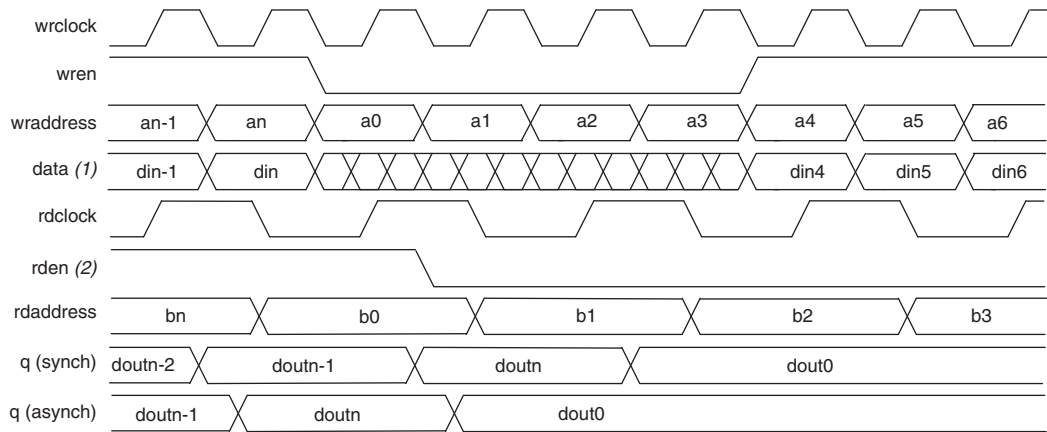 wrclock
wren
wraddress an-1 an a0 a1 a2 a3 a4 a5 a6
data (1) din-1 din din4 din5 din6
rdclock
rden (2)
rdaddress bn b0 b1 b2 b3
q (synch) doutn-2 doutn-1 doutn dout0
q (asynch) doutn-1 doutn dout0